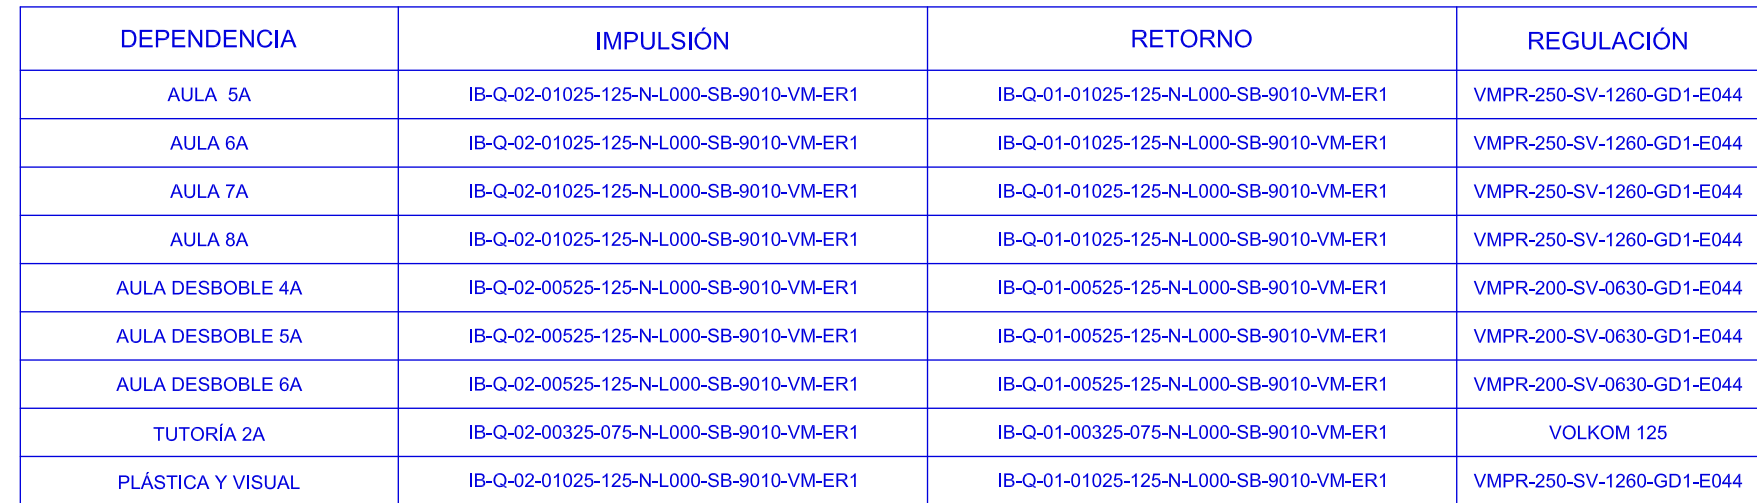 DEPENDENCIA IMPULSIÓN RETORNO REGULACIÓN
AULA 5A IB-Q-02-01025-125-N-L000-SB-9010-VM-ER1 IB-Q-01-01025-125-N-L000-SB-9010-VM-ER1 VMPR-250-SV-1260-GD1-E044
AULA 6A IB-Q-02-01025-125-N-L000-SB-9010-VM-ER1 IB-Q-01-01025-125-N-L000-SB-9010-VM-ER1 VMPR-250-SV-1260-GD1-E044
AULA 7A IB-Q-02-01025-125-N-L000-SB-9010-VM-ER1 IB-Q-01-01025-125-N-L000-SB-9010-VM-ER1 VMPR-250-SV-1260-GD1-E044
AULA 8A IB-Q-02-01025-125-N-L000-SB-9010-VM-ER1 IB-Q-01-01025-125-N-L000-SB-9010-VM-ER1 VMPR-250-SV-1260-GD1-E044
AULA DESBOBLE 4A IB-Q-02-00525-125-N-L000-SB-9010-VM-ER1 IB-Q-01-00525-125-N-L000-SB-9010-VM-ER1 VMPR-200-SV-0630-GD1-E044
AULA DESBOBLE 5A IB-Q-02-00525-125-N-L000-SB-9010-VM-ER1 IB-Q-01-00525-125-N-L000-SB-9010-VM-ER1 VMPR-200-SV-0630-GD1-E044
AULA DESBOBLE 6A IB-Q-02-00525-125-N-L000-SB-9010-VM-ER1 IB-Q-01-00525-125-N-L000-SB-9010-VM-ER1 VMPR-200-SV-0630-GD1-E044
TUTORÍA 2A IB-Q-02-00325-075-N-L000-SB-9010-VM-ER1 IB-Q-01-00325-075-N-L000-SB-9010-VM-ER1 VOLKOM 125
PLÁSTICA Y VISUAL IB-Q-02-01025-125-N-L000-SB-9010-VM-ER1 IB-Q-01-01025-125-N-L000-SB-9010-VM-ER1 VMPR-250-SV-1260-GD1-E044